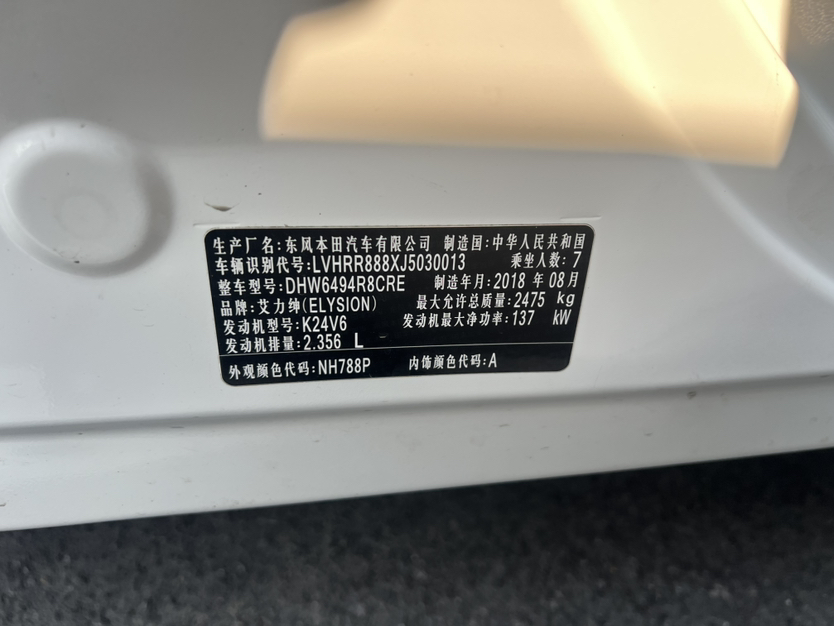 生产厂名:东风本田汽车有限公司 制造国:中华人民共和国
车辆识别代号:LVHRR888XJ5030013 乘坐人数:7
整车型号:DHW6494R8CRE 制造年月:2018 年 08月
品牌:艾力绅(ELYSION) 最大允许总质量:2475 kg
发动机型号:K24V6 发动机最大净功率:137 kW
发动机排量:2.356 L
外观颜色代码:NH788P 内饰颜色代码:A